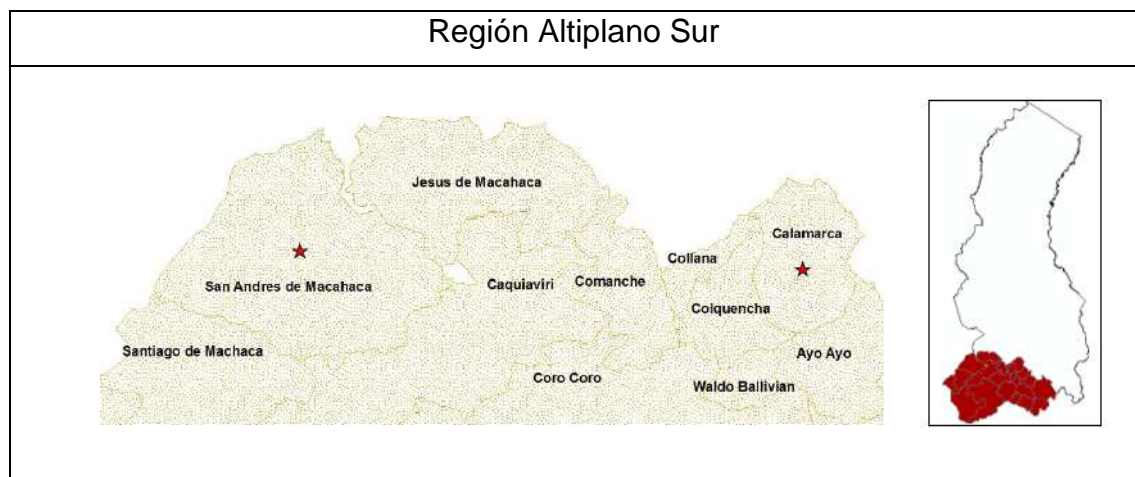 Región Altiplano Sur
Jesus de Macahaca
Calamarca
Collana
San Andres de Macahaca
Caquiaviri
Comanche
Colquencha
Santiago de Machaca
Ayo Ayo
Coro Coro
Waldo Ballivian